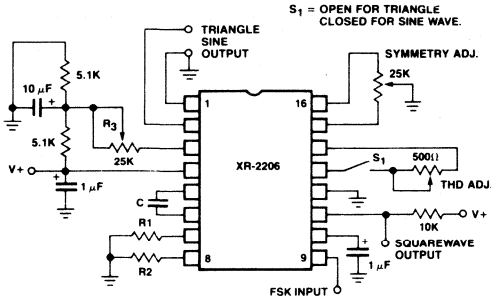 S1 = OPEN FOR TRIANGLE
CLOSED FOR SINE WAVE.
TRIANGLE
SINE
OUTPUT
SYMMETRY ADJ.
25K
5.1K
10 µF
+
R3
25K
5.1K
V+
+
1 µF
C
R1
R2
1
16
XR-2206
8
9
S1
500Ω
THD ADJ.
V+
10K
SQUAREWAVE
OUTPUT
+
1 µF
FSK INPUT